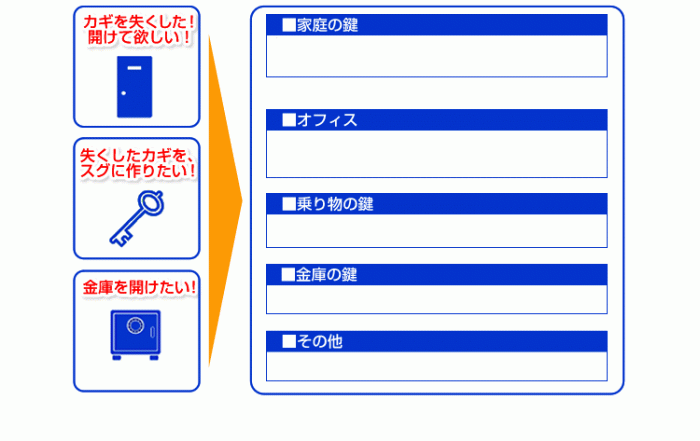 カギを失くした!
開けて欲しい!
失くしたカギを、
スグに作りたい!
金庫を開けたい!
■家庭の鍵
■オフィス
■乗り物の鍵
■金庫の鍵
■その他